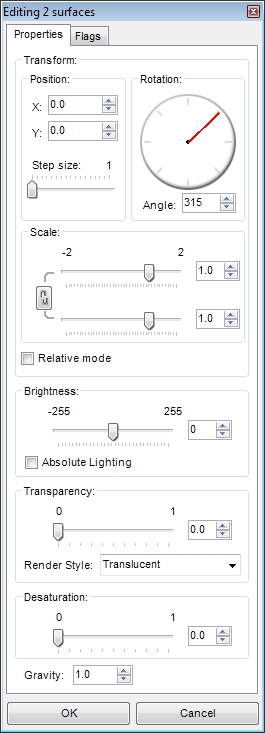 Editing 2 surfaces
Properties Flags
Transform:
Position: Rotation:
X: 0.0
Y: 0.0
Step size: 1
Angle: 315
Scale:
-2 2
1.0
1.0
Relative mode
Brightness:
-255 255
0
Absolute Lighting
Transparency:
0 1
0.0
Render Style: Translucent
Desaturation:
0 1
0.0
Gravity: 1.0
OK Cancel